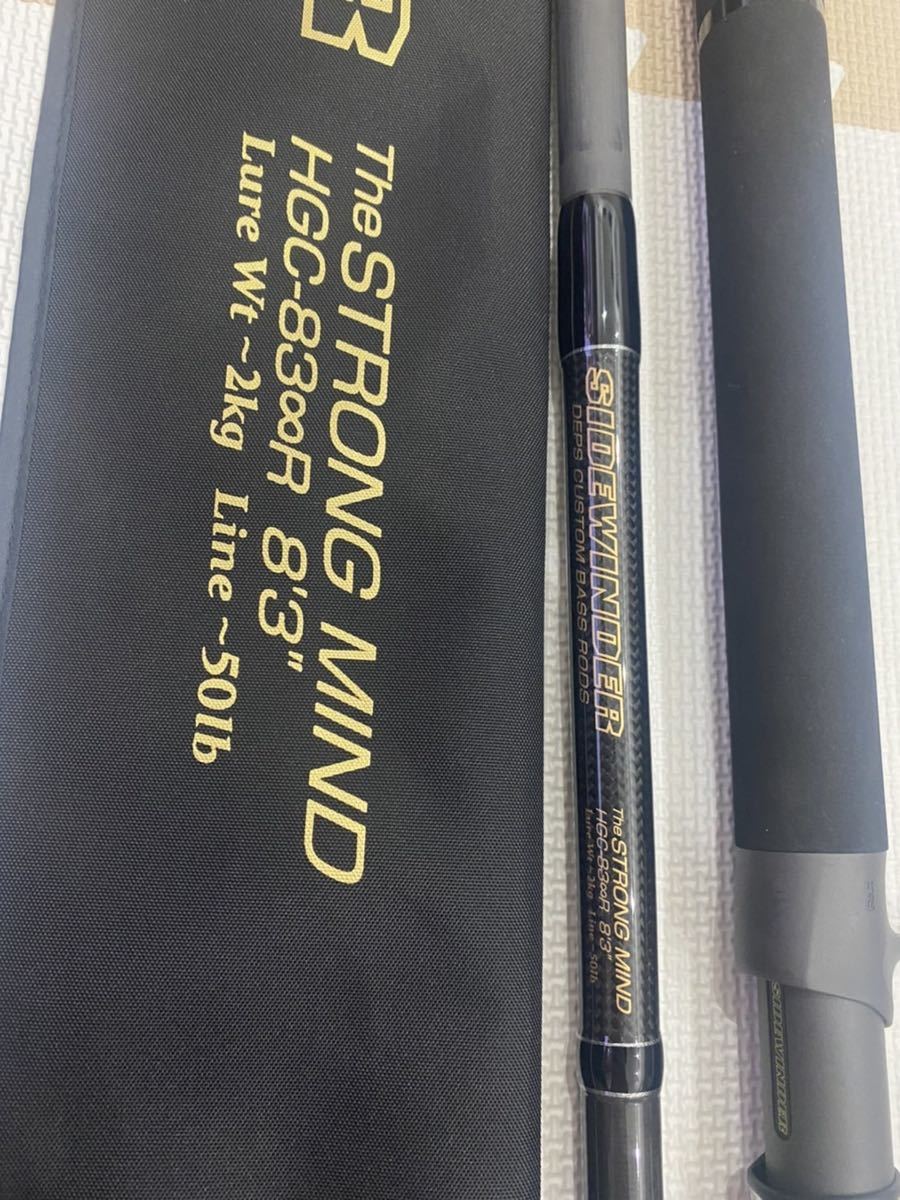 The STRONG MIND
HGC-83∞R 8'3"
Lure Wt ~2kg Line ~50lb
SIDEWINDER
DEPS CUSTOM BASS RODS
The STRONG MIND
HGC-83∞R 8'3"
Lure Wt ~2kg Line ~50lb
SIDEWINDER